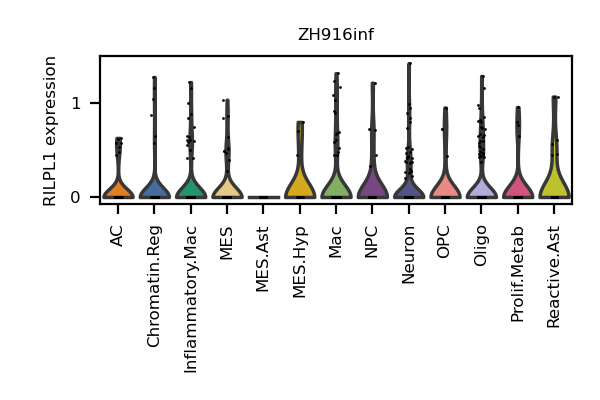 ZH916inf
RILPL1 expression
1
0
AC
Chromatin.Reg
Inflammatory.Mac
MES
MES.Ast
MES.Hyp
Mac
NPC
Neuron
OPC
Oligo
Prolif.Metab
Reactive.Ast